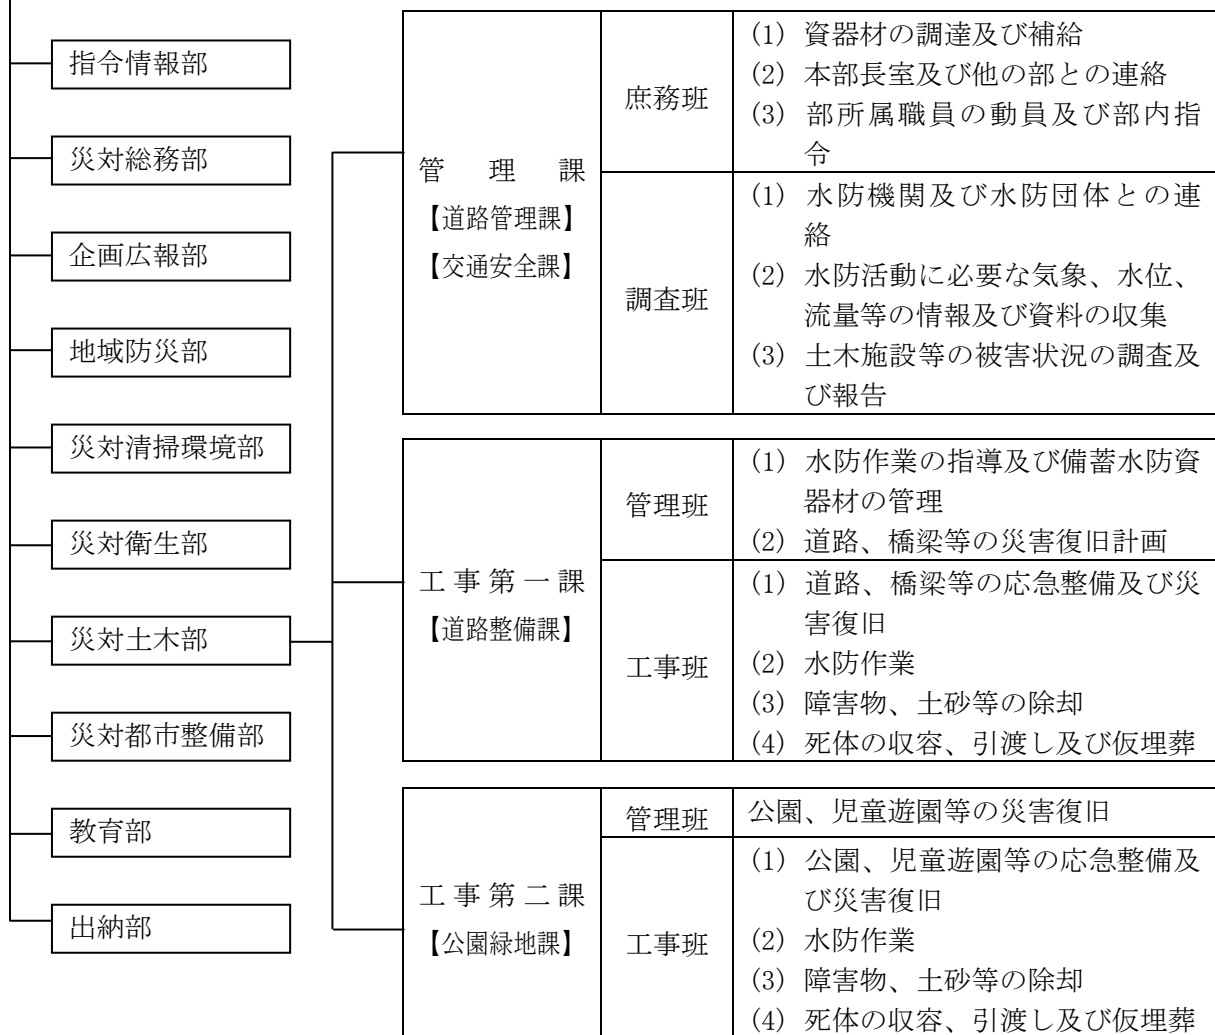 指令情報部
災対総務部
企画広報部
地域防災部
災対清掃環境部
災対衛生部
災対土木部
災対都市整備部
教育部
出納部
管理課
【道路管理課】
【交通安全課】
庶務班
(1) 資器材の調達及び補給
(2) 本部長室及び他の部との連絡
(3) 部所属職員の動員及び部内指
令
調査班
(1) 水防機関及び水防団体との連
絡
(2) 水防活動に必要な気象、水位、
流量等の情報及び資料の収集
(3) 土木施設等の被害状況の調査及
び報告
工事第一課
【道路整備課】
管理班
(1) 水防作業の指導及び備蓄水防資
器材の管理
(2) 道路、橋梁等の災害復旧計画
工事班
(1) 道路、橋梁等の応急整備及び災
害復旧
(2) 水防作業
(3) 障害物、土砂等の除却
(4) 死体の収容、引渡し及び仮埋葬
工事第二課
【公園緑地課】
管理班
公園、児童遊園等の災害復旧
工事班
(1) 公園、児童遊園等の応急整備及
び災害復旧
(2) 水防作業
(3) 障害物、土砂等の除却
(4) 死体の収容、引渡し及び仮埋葬